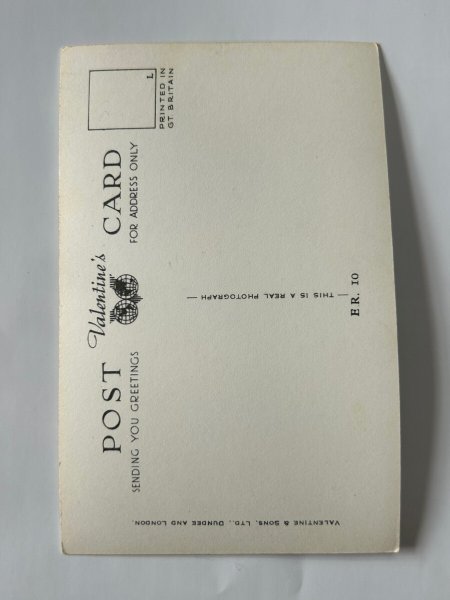 POST Valentine's CARD
SENDING YOU GREETINGS
FOR ADDRESS ONLY
L
PRINTED IN
GT. BRITAIN
— THIS IS A REAL PHOTOGRAPH —
ER. 10
VALENTINE & SONS, LTD., DUNDEE AND LONDON.